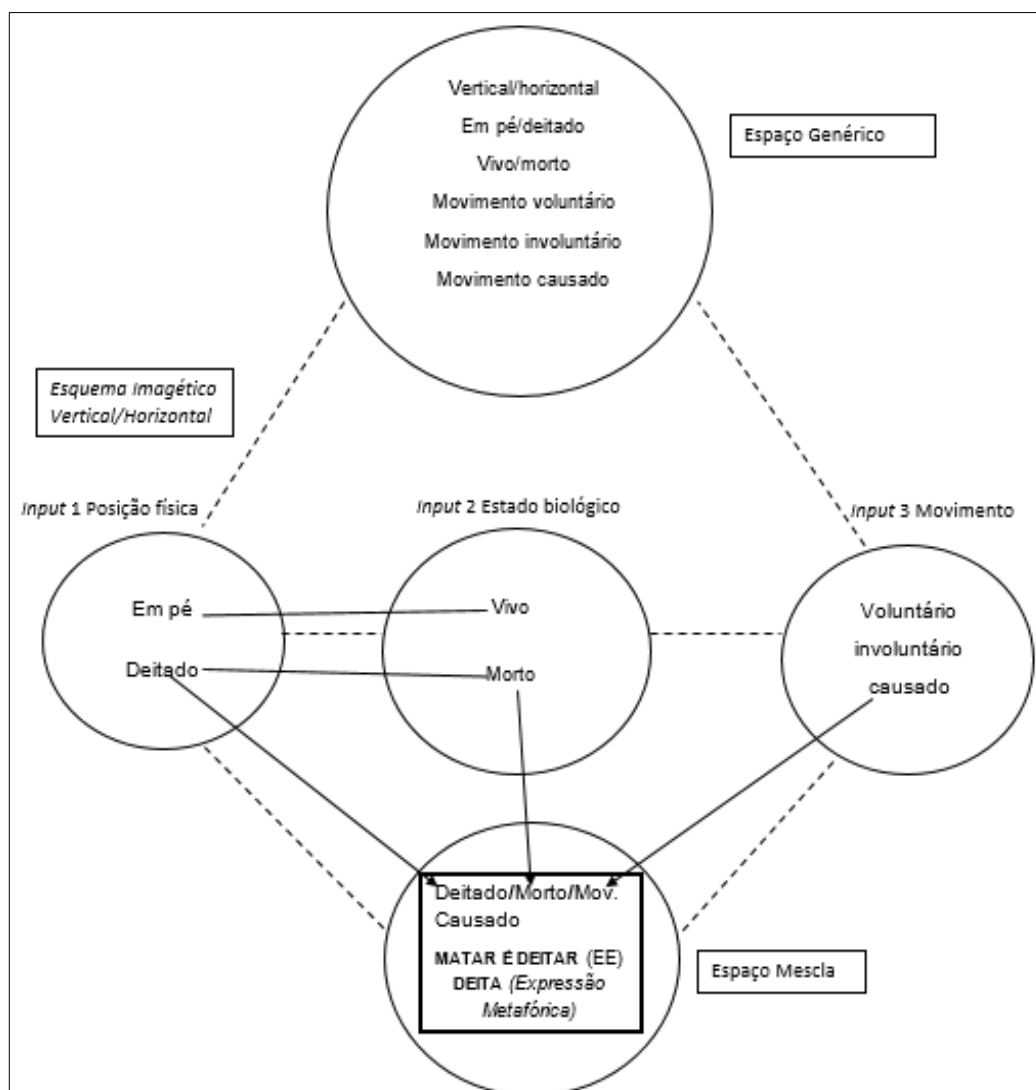 Vertical/horizontal
Em pé/deitado
Vivo/morto
Movimento voluntário
Movimento involuntário
Movimento causado
Espaço Genérico
Esquema Imagético
Vertical/Horizontal
Input 1 Posição física
Input 2 Estado biológico
Input 3 Movimento
Em pé
Deitado
Vivo
Morto
Voluntário
involuntário
causado
Deitado/Morto/Mov.
Causado
MATAR É DEITAR (EE)
DEITA (Expressão
Metafórica)
Espaço Mescla